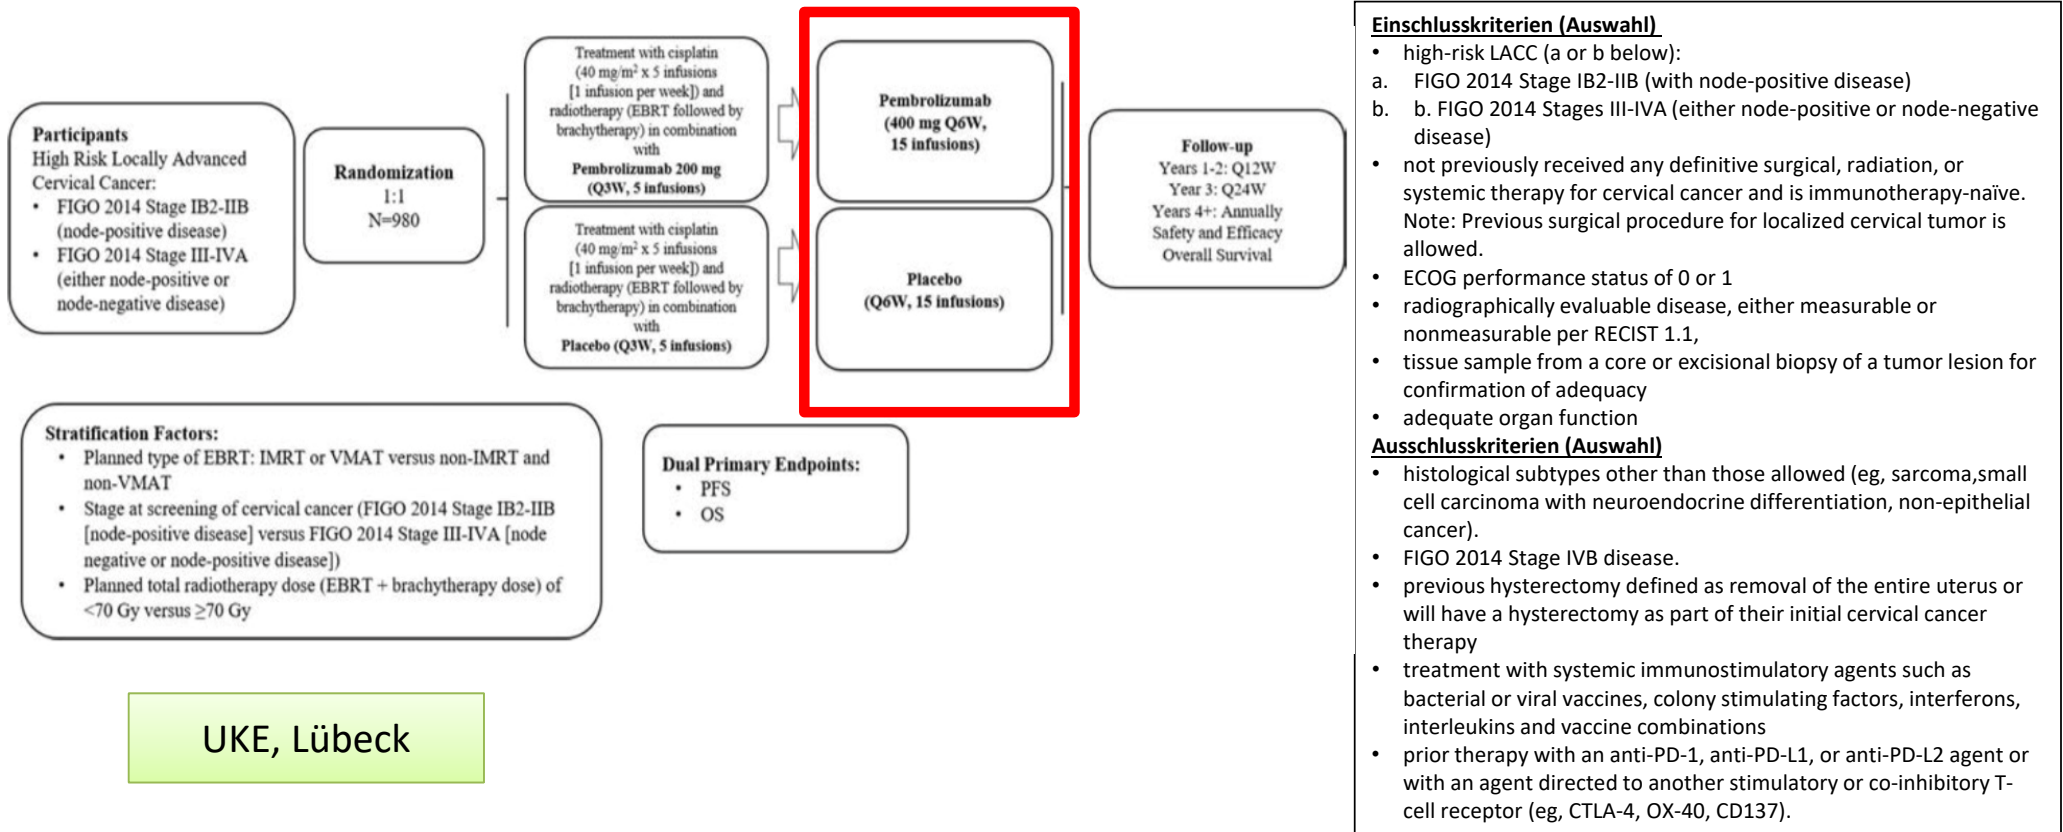 Participants
High Risk Locally Advanced
Cervical Cancer:
• FIGO 2014 Stage IB2-IIB
(node-positive disease)
• FIGO 2014 Stage III-IVA
(either node-positive or
node-negative disease)
Randomization
1:1
N=980
Treatment with cisplatin
(40 mg/m² x 5 infusions
[1 infusion per week]) and
radiotherapy (EBRT followed by
brachytherapy) in combination
with
Pembrolizumab 200 mg
(Q3W, 5 infusions)
Treatment with cisplatin
(40 mg/m² x 5 infusions
[1 infusion per week]) and
radiotherapy (EBRT followed by
brachytherapy) in combination
with
Placebo (Q3W, 5 infusions)
Pembrolizumab
(400 mg Q6W,
15 infusions)
Placebo
(Q6W, 15 infusions)
Follow-up
Years 1-2: Q12W
Year 3: Q24W
Years 4+: Annually
Safety and Efficacy
Overall Survival
Stratification Factors:
• Planned type of EBRT: IMRT or VMAT versus non-IMRT and
non-VMAT
• Stage at screening of cervical cancer (FIGO 2014 Stage IB2-IIB
[node-positive disease] versus FIGO 2014 Stage III-IVA [node
negative or node-positive disease])
• Planned total radiotherapy dose (EBRT + brachytherapy dose) of
<70 Gy versus ≥70 Gy
Dual Primary Endpoints:
• PFS
• OS
UKE, Lübeck
Einschlusskriterien (Auswahl)
• high-risk LACC (a or b below):
a. FIGO 2014 Stage IB2-IIB (with node-positive disease)
b. b. FIGO 2014 Stages III-IVA (either node-positive or node-negative
disease)
• not previously received any definitive surgical, radiation, or
systemic therapy for cervical cancer and is immunotherapy-naïve.
Note: Previous surgical procedure for localized cervical tumor is
allowed.
• ECOG performance status of 0 or 1
• radiographically evaluable disease, either measurable or
nonmeasurable per RECIST 1.1,
• tissue sample from a core or excisional biopsy of a tumor lesion for
confirmation of adequacy
• adequate organ function
Ausschlusskriterien (Auswahl)
• histological subtypes other than those allowed (eg, sarcoma,small
cell carcinoma with neuroendocrine differentiation, non-epithelial
cancer).
• FIGO 2014 Stage IVB disease.
• previous hysterectomy defined as removal of the entire uterus or
will have a hysterectomy as part of their initial cervical cancer
therapy
• treatment with systemic immunostimulatory agents such as
bacterial or viral vaccines, colony stimulating factors, interferons,
interleukins and vaccine combinations
• prior therapy with an anti-PD-1, anti-PD-L1, or anti-PD-L2 agent or
with an agent directed to another stimulatory or co-inhibitory T-
cell receptor (eg, CTLA-4, OX-40, CD137).